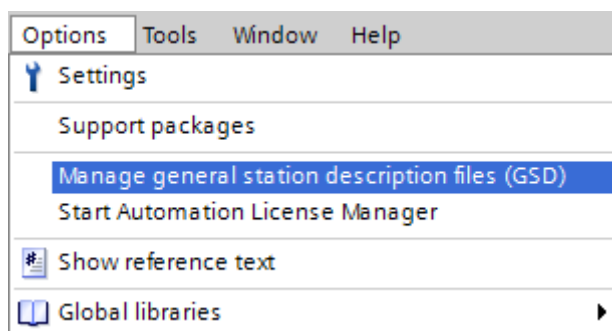 Options Tools Window Help
Settings
Support packages
Manage general station description files (GSD)
Start Automation License Manager
Show reference text
Global libraries